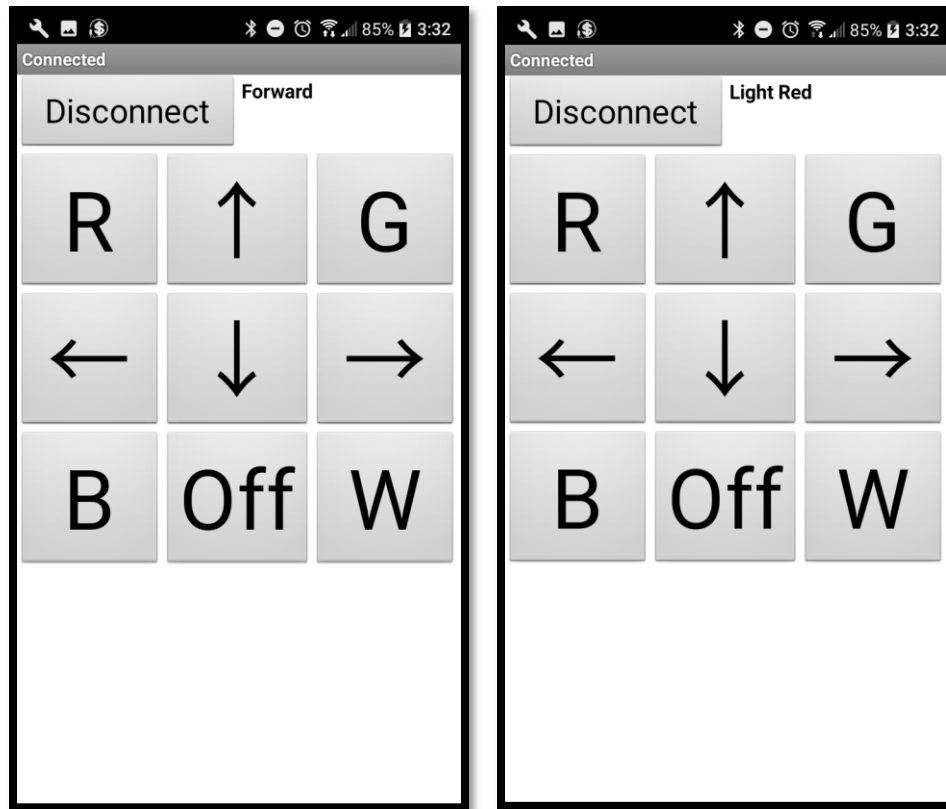 85% 3:32
Connected
Disconnect Forward
R ↑ G
← ↓ →
B Off W
85% 3:32
Connected
Disconnect Light Red
R ↑ G
← ↓ →
B Off W